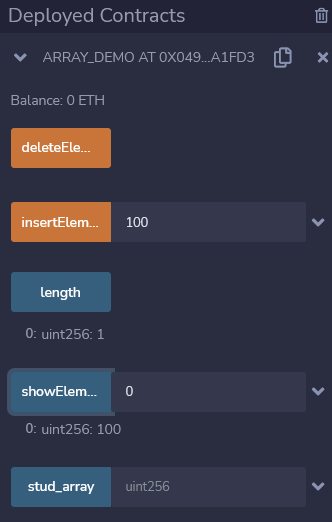 Deployed Contracts
ARRAY_DEMO AT 0X049...A1FD3
Balance: 0 ETH
deleteEle...
insertElem... 100
length
0: uint256: 1
showElem... 0
0: uint256: 100
stud_array uint256